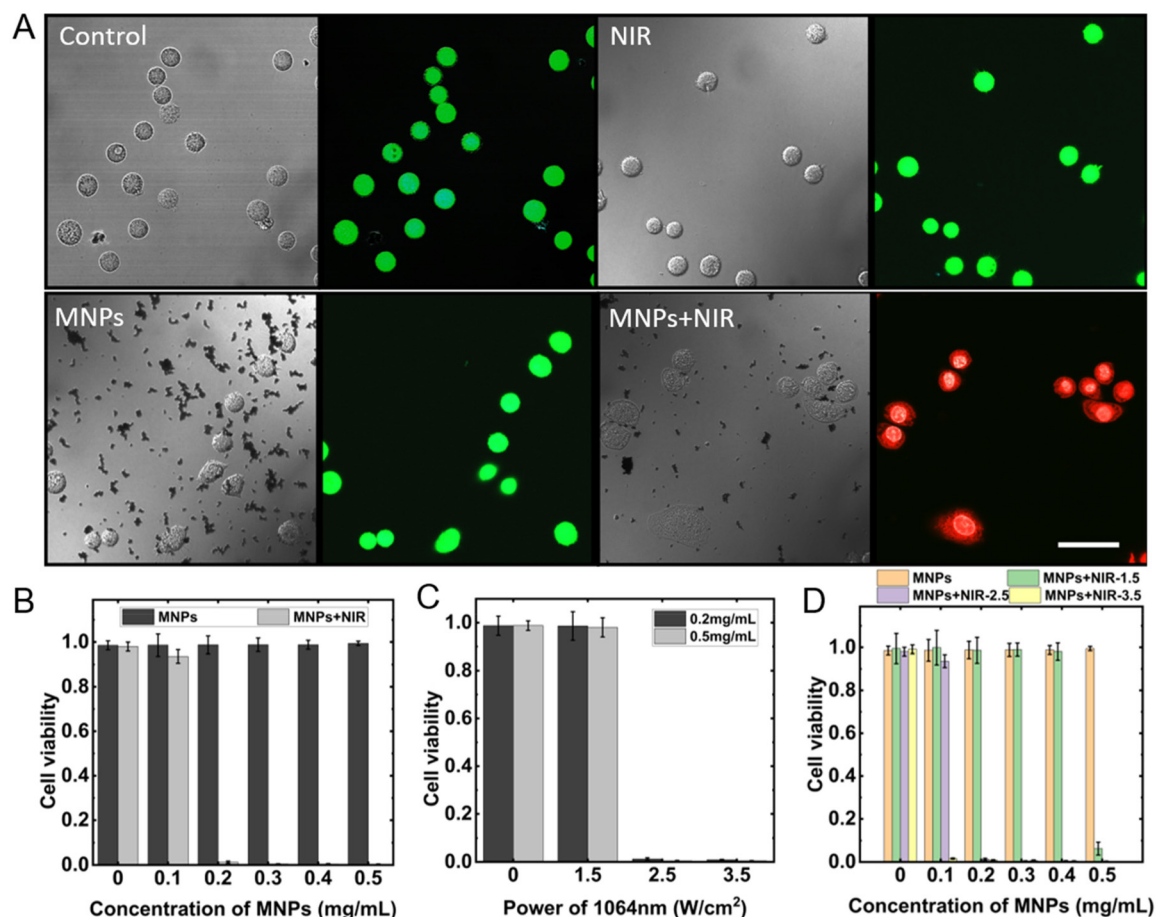 A
Control
NIR
MNPs
MNPs+NIR
B
MNPs
MNPs+NIR
Cell viability
1.0
0.8
0.6
0.4
0.2
0.0
0 0.1 0.2 0.3 0.4 0.5
Concentration of MNPs (mg/mL)
C
0.2mg/mL
0.5mg/mL
Cell viability
1.0
0.8
0.6
0.4
0.2
0.0
0 1.5 2.5 3.5
Power of 1064nm (W/cm²)
D
MNPs MNPs+NIR-1.5
MNPs+NIR-2.5 MNPs+NIR-3.5
Cell viability
1.0
0.8
0.6
0.4
0.2
0.0
0 0.1 0.2 0.3 0.4 0.5
Concentration of MNPs (mg/mL)